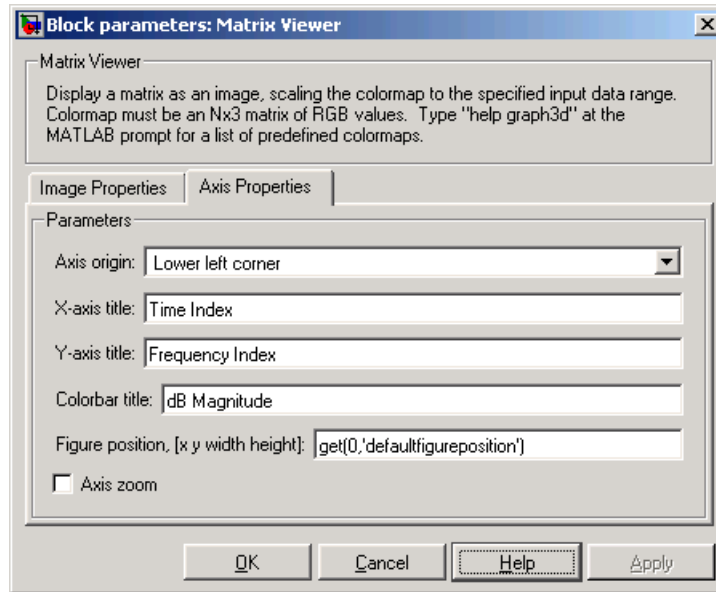 Block parameters: Matrix Viewer
Matrix Viewer
Display a matrix as an image, scaling the colormap to the specified input data range.
Colormap must be an Nx3 matrix of RGB values. Type "help graph3d" at the
MATLAB prompt for a list of predefined colormaps.
Image Properties Axis Properties
Parameters
Axis origin: Lower left corner
X-axis title: Time Index
Y-axis title: Frequency Index
Colorbar title: dB Magnitude
Figure position, [x y width height]: get(0,'defaultfigureposition')
Axis zoom
OK Cancel Help Apply